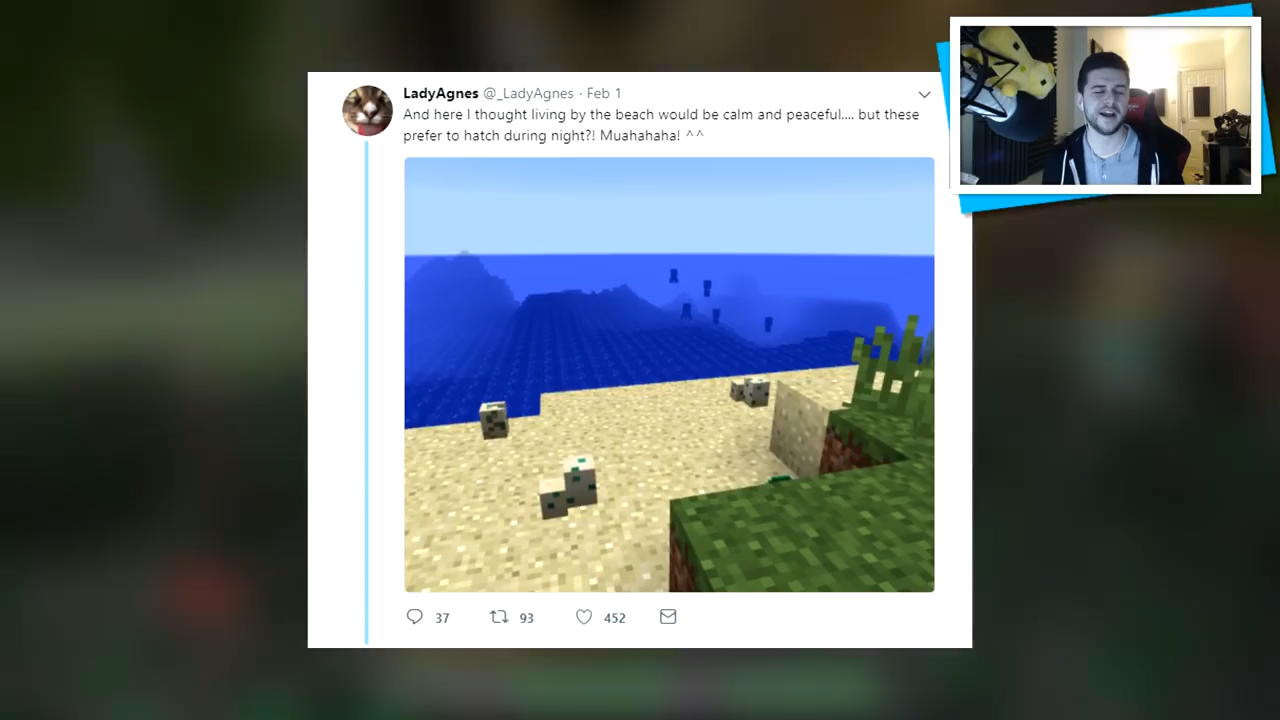 LadyAgnes @_LadyAgnes · Feb 1
And here I thought living by the beach would be calm and peaceful.... but these
prefer to hatch during night?! Muahahaha! ^^
37 93 452